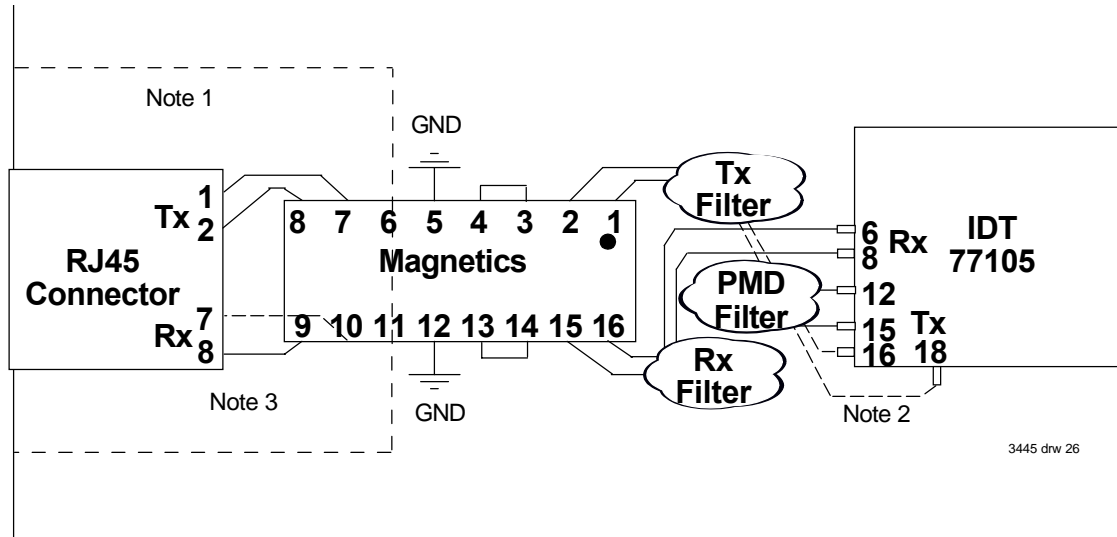 Note 1
GND
1
Tx 2
RJ45
Connector
7
Rx 8
8 7 6 5 4 3 2 1
Magnetics
9 10 11 12 13 14 15 16
GND
Note 3
Tx
Filter
PMD
Filter
Rx
Filter
6
Rx
8
IDT
77105
12
15 Tx
16 18
Note 2
3445 drw 26